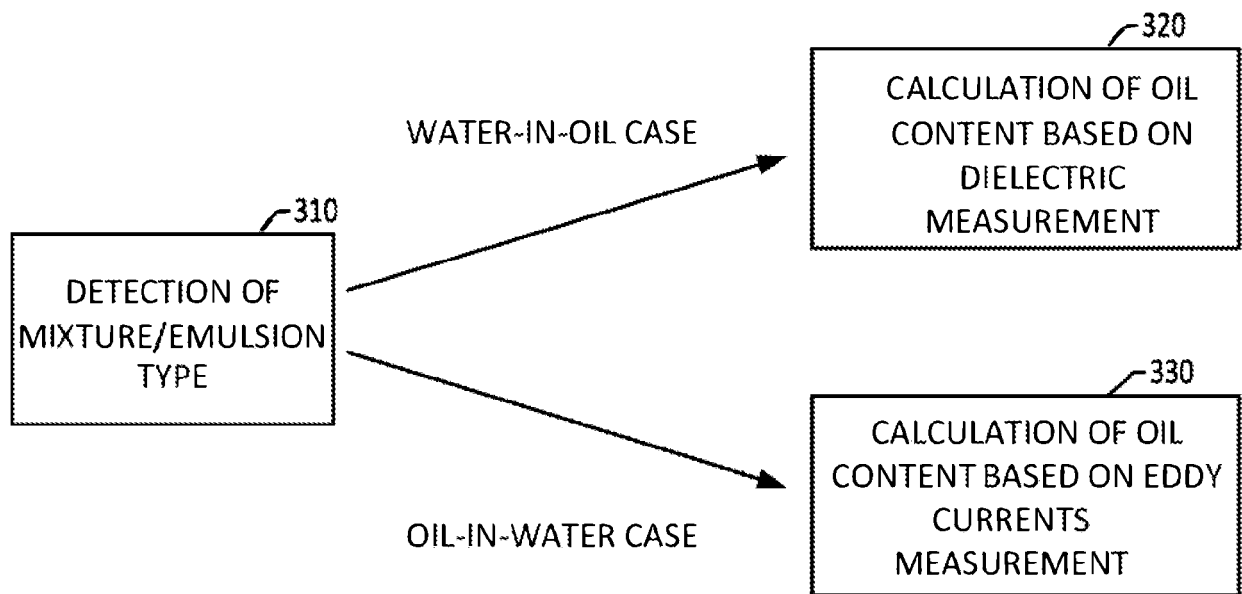 310
DETECTION OF
MIXTURE/EMULSION
TYPE
WATER-IN-OIL CASE
320
CALCULATION OF OIL
CONTENT BASED ON
DIELECTRIC
MEASUREMENT
OIL-IN-WATER CASE
330
CALCULATION OF OIL
CONTENT BASED ON EDDY
CURRENTS
MEASUREMENT